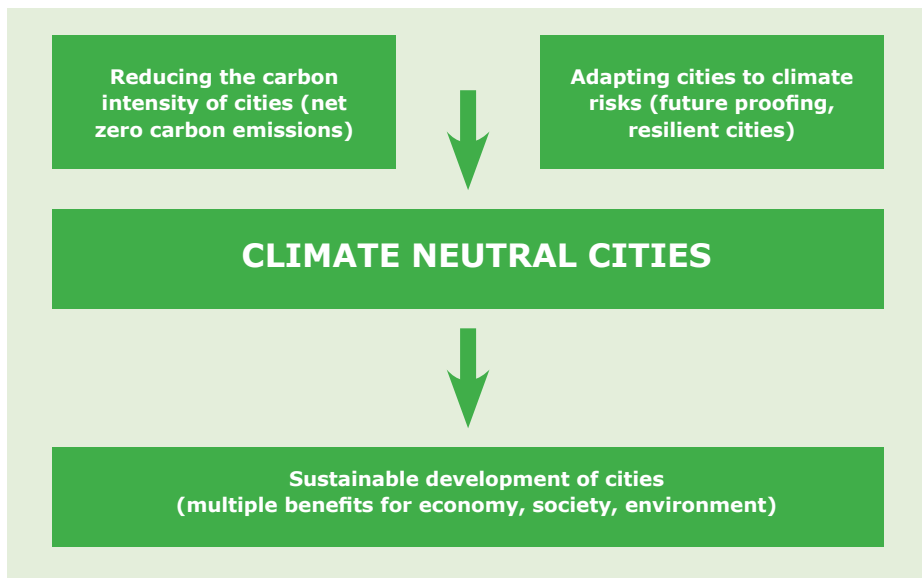 Reducing the carbon
intensity of cities (net
zero carbon emissions)
Adapting cities to climate
risks (future proofing,
resilient cities)
CLIMATE NEUTRAL CITIES
Sustainable development of cities
(multiple benefits for economy, society, environment)